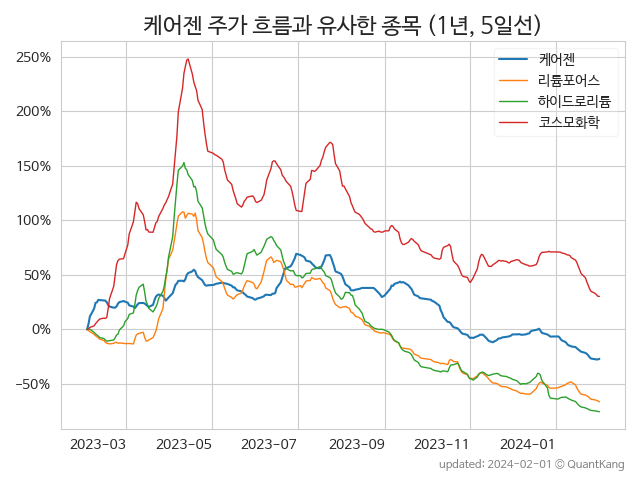 케어젠 주가 흐름과 유사한 종목 (1년, 5일선)
케어젠
리튬포어스
하이드로리튬
코스모화학
250%
200%
150%
100%
50%
0%
−50%
2023-03 2023-05 2023-07 2023-09 2023-11 2024-01
updated: 2024-02-01 © QuantKang